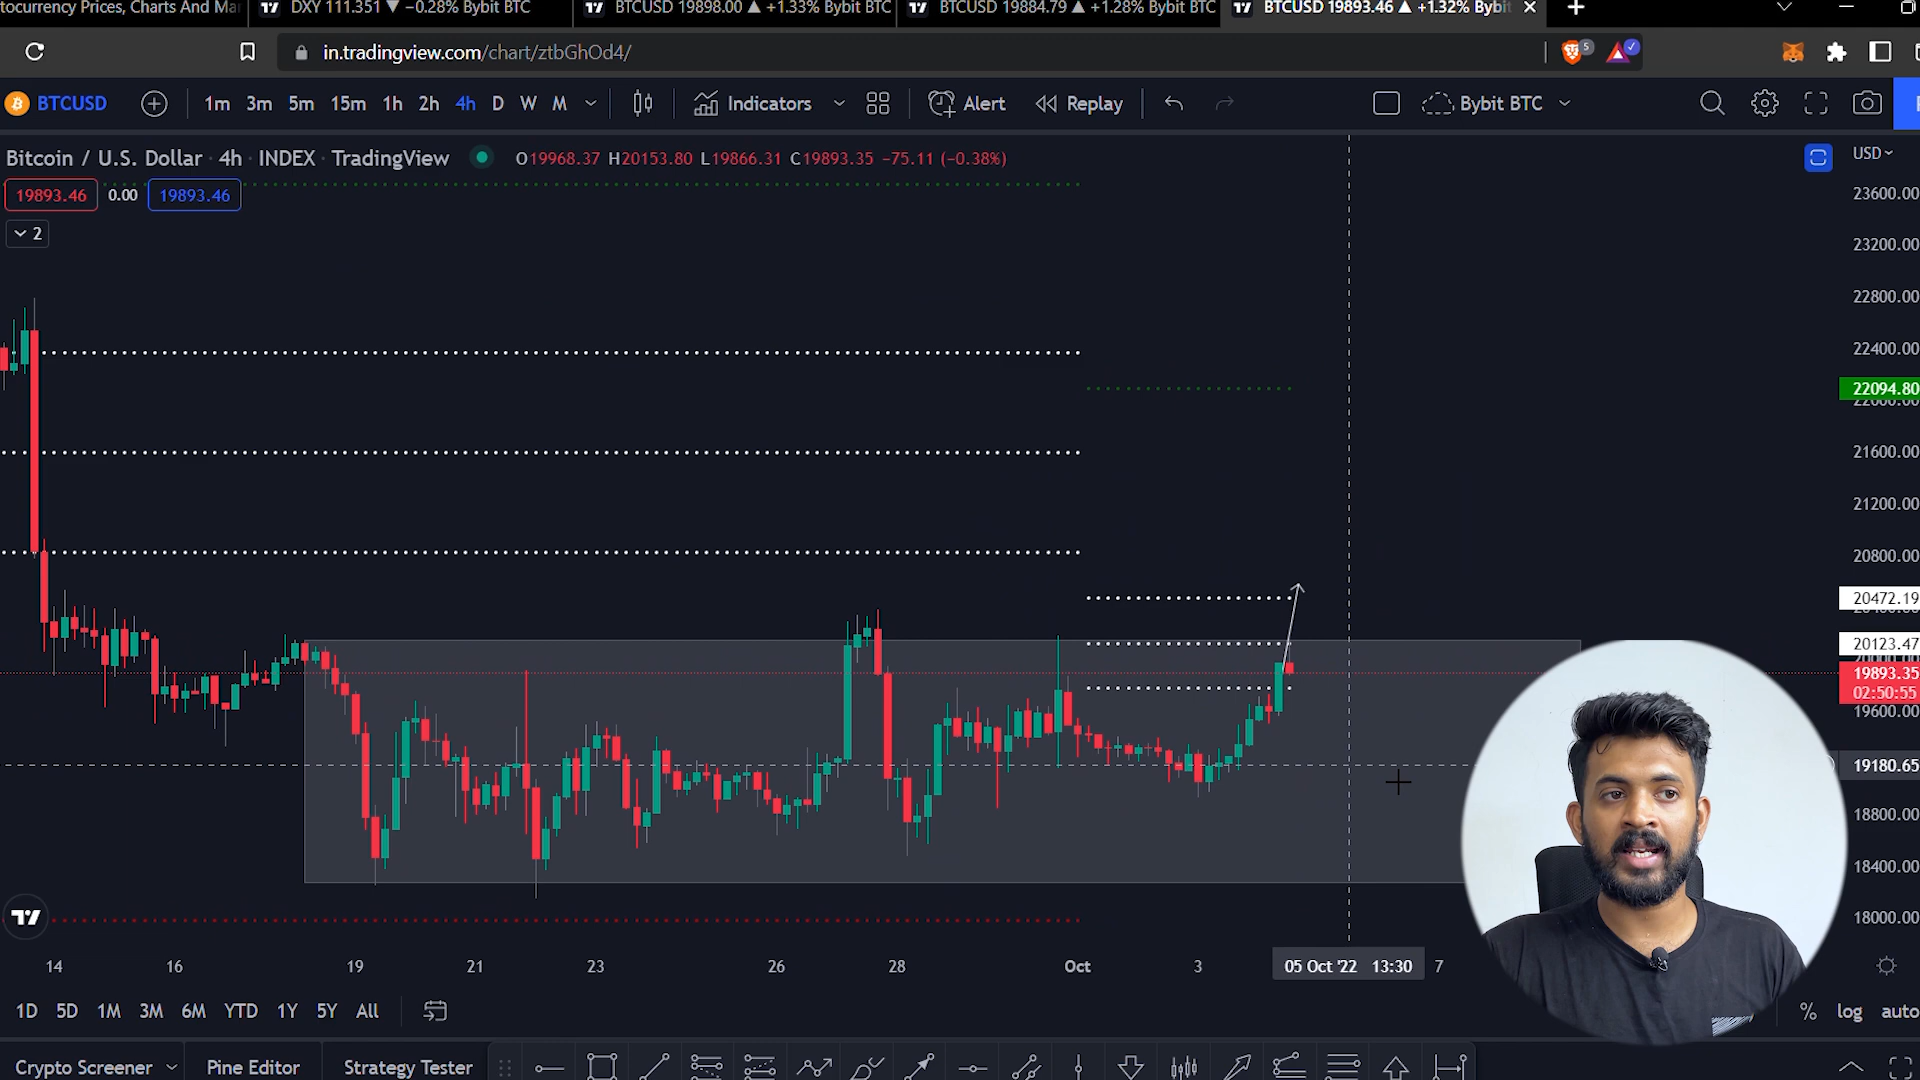 tocurrency Prices, Charts And Mar
DXY 111.351 ▼ −0.28% Bybit BTC
BTCUSD 19898.00 ▲ +1.33% Bybit BTC
BTCUSD 19884.79 ▲ +1.28% Bybit BTC
BTCUSD 19893.46 ▲ +1.32% Bybit
in.tradingview.com/chart/ztbGhOd4/
5
BTCUSD
1m 3m 5m 15m 1h 2h 4h D W M
Indicators
Alert
Replay
Bybit BTC
Bitcoin / U.S. Dollar · 4h · INDEX · TradingView
O19968.37 H20153.80 L19866.31 C19893.35 −75.11 (−0.38%)
USD
19893.46 0.00 19893.46
2
23600.00
23200.00
22800.00
22400.00
22094.80
22000.00
21600.00
21200.00
20800.00
20472.19
20123.47
19893.35
02:50:55
19600.00
19180.65
18800.00
18400.00
18000.00
14 16 19 21 23 26 28 Oct 3 05 Oct '22 13:30 7
1D 5D 1M 3M 6M YTD 1Y 5Y All
% log auto
Crypto Screener Pine Editor Strategy Tester